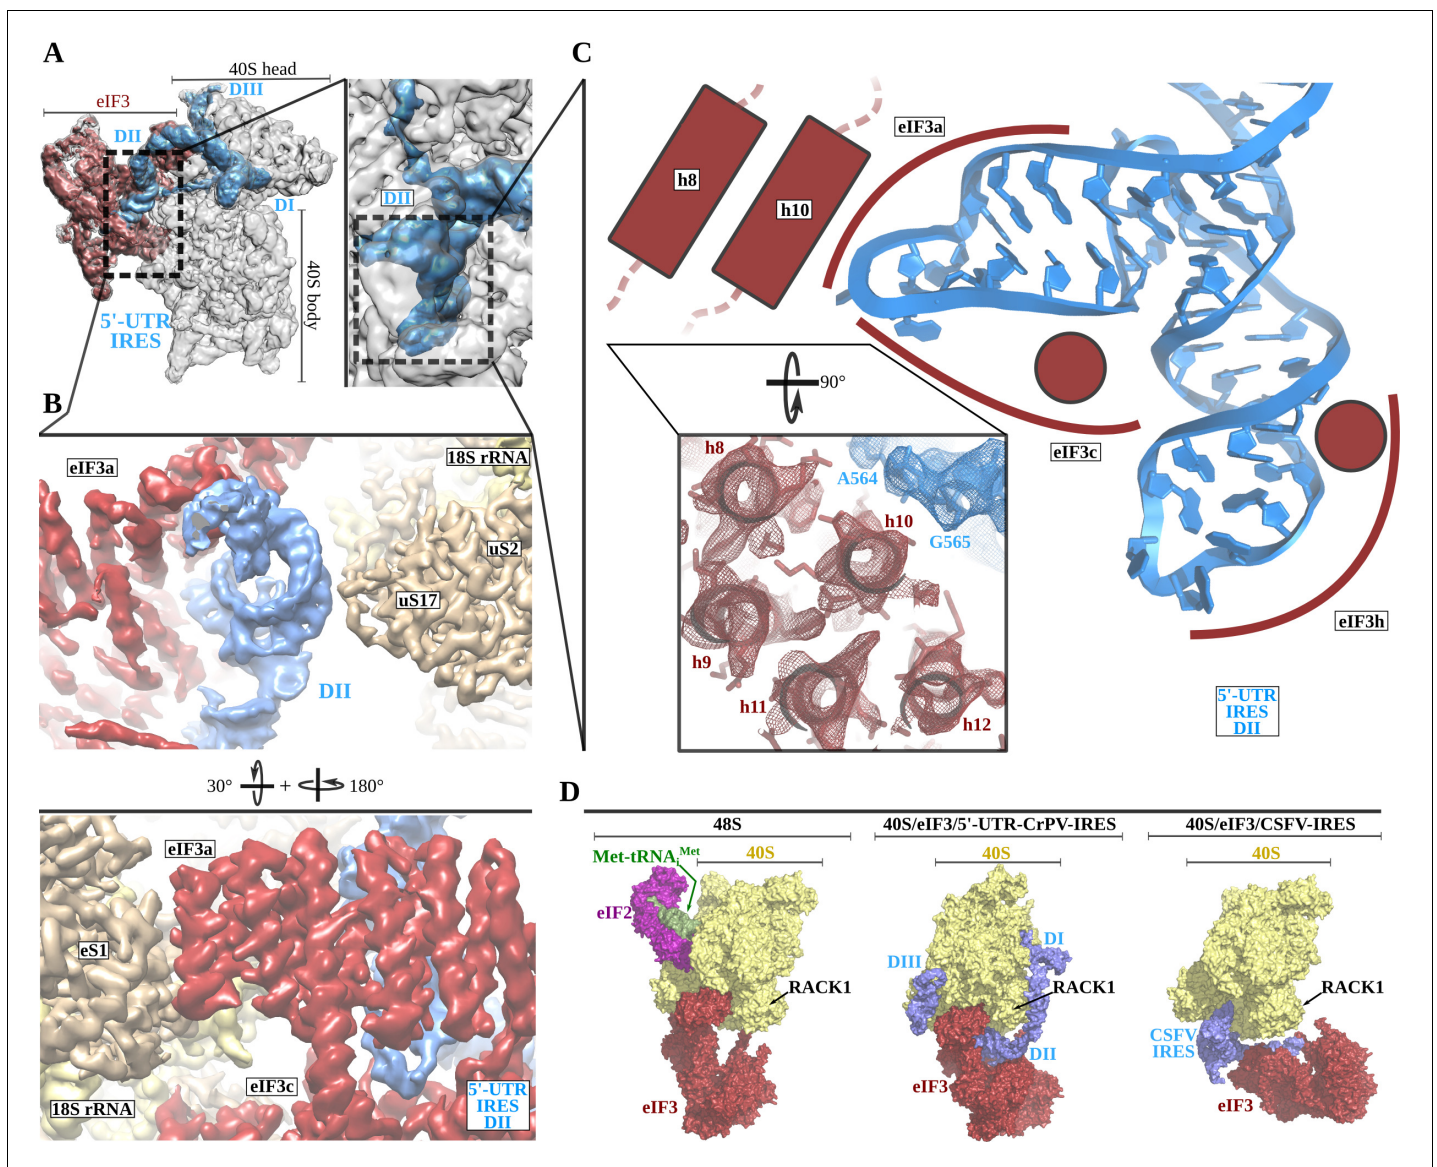 A
40S head
DIII
eIF3
DII
DI
40S body
5'-UTR
IRES
DII
B
eIF3a
18S rRNA
uS2
uS17
DII
30°
+
180°
eIF3a
eS1
eIF3c
18S rRNA
5'-UTR
IRES
DII
C
h8
h10
eIF3a
90°
eIF3c
eIF3h
h8
A564
h10
G565
h9
h11
h12
5'-UTR
IRES
DII
D
48S
40S/eIF3/5'-UTR-CrPV-IRES
40S/eIF3/CSFV-IRES
Met-tRNAiMet
40S
eIF2
RACK1
eIF3
40S
DI
DIII
RACK1
DII
eIF3
40S
RACK1
CSFV
IRES
eIF3